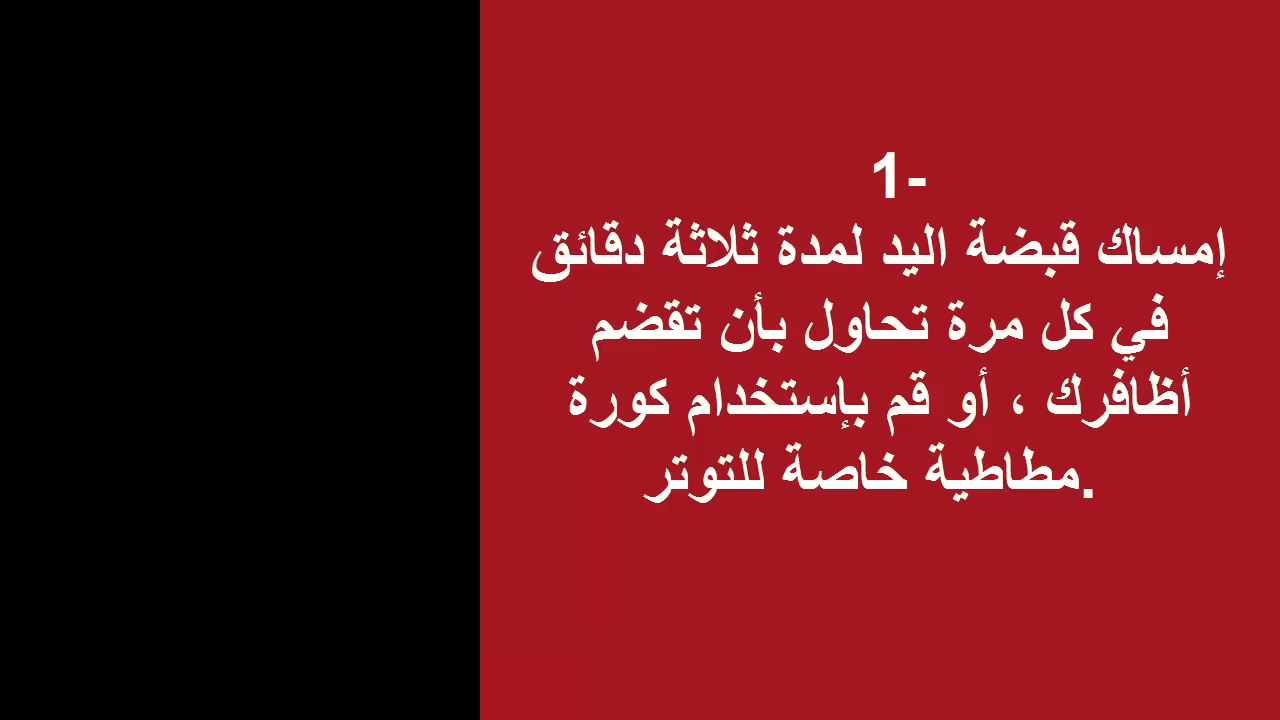 1-
إمساك قبضة اليد لمدة ثلاثة دقائق
في كل مرة تحاول بأن تقضم
أظافرك ، أو قم بإستخدام كورة
مطاطية خاصة للتوتر.